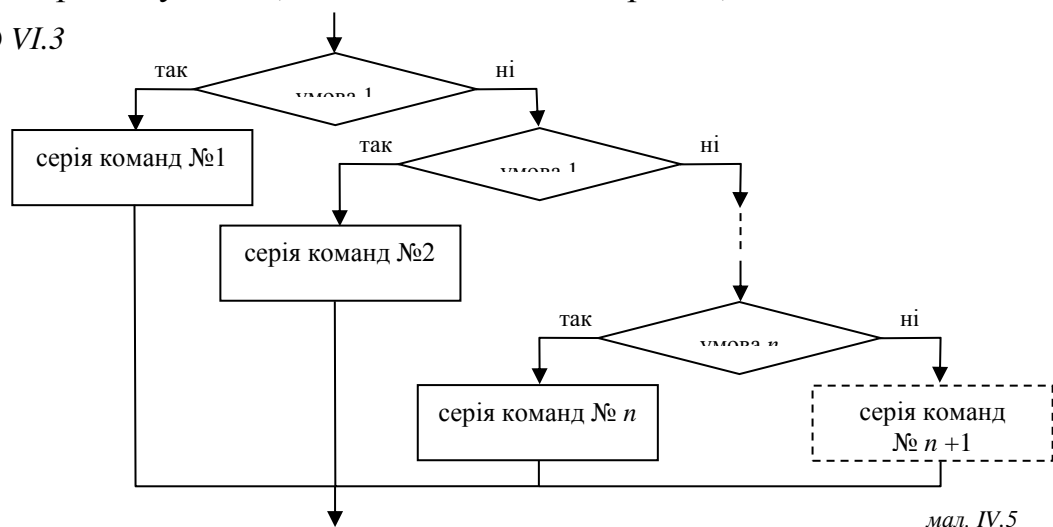 VI.3
так
ні
умова 1
серія команд №1
так
ні
умова 1
серія команд №2
так
ні
умова n
серія команд № n
серія команд
№ n +1
мал. IV.5